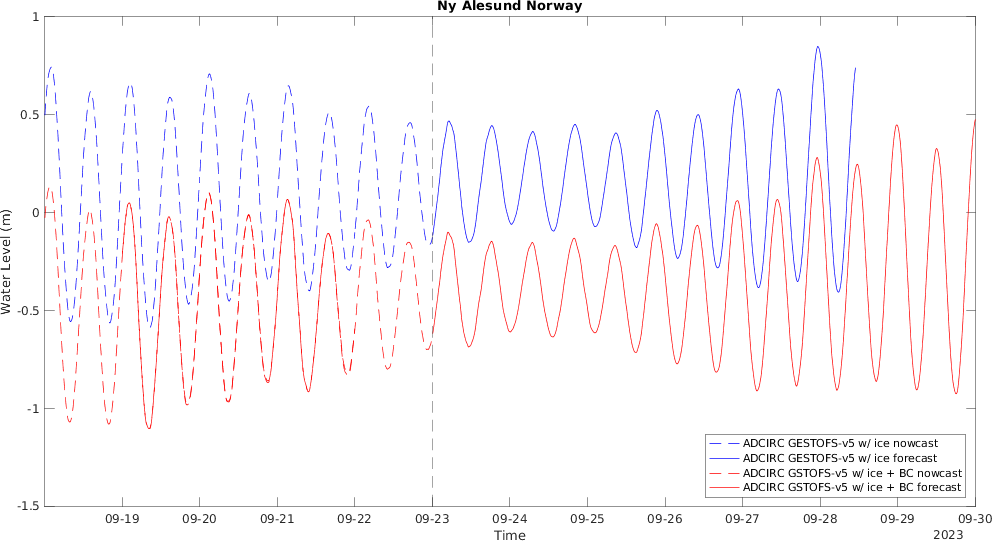 Ny Alesund Norway
Water Level (m)
1
0.5
0
-0.5
-1
-1.5
09-19 09-20 09-21 09-22 09-23 09-24 09-25 09-26 09-27 09-28 09-29 09-30
Time
2023
ADCIRC GESTOFS-v5 w/ ice nowcast
ADCIRC GESTOFS-v5 w/ ice forecast
ADCIRC GSTOFS-v5 w/ ice + BC nowcast
ADCIRC GSTOFS-v5 w/ ice + BC forecast